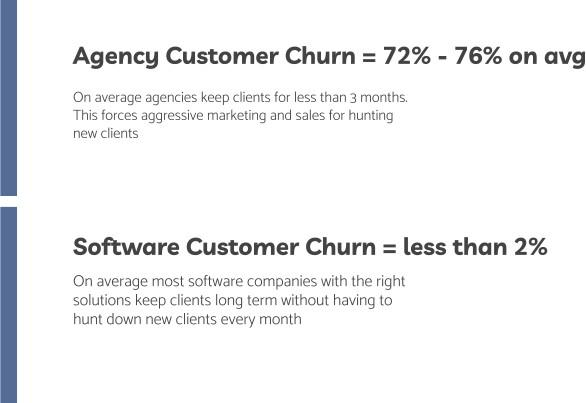 Agency Customer Churn = 72% - 76% on avg
On average agencies keep clients for less than 3 months.
This forces aggressive marketing and sales for hunting
new clients
Software Customer Churn = less than 2%
On average most software companies with the right
solutions keep clients long term without having to
hunt down new clients every month